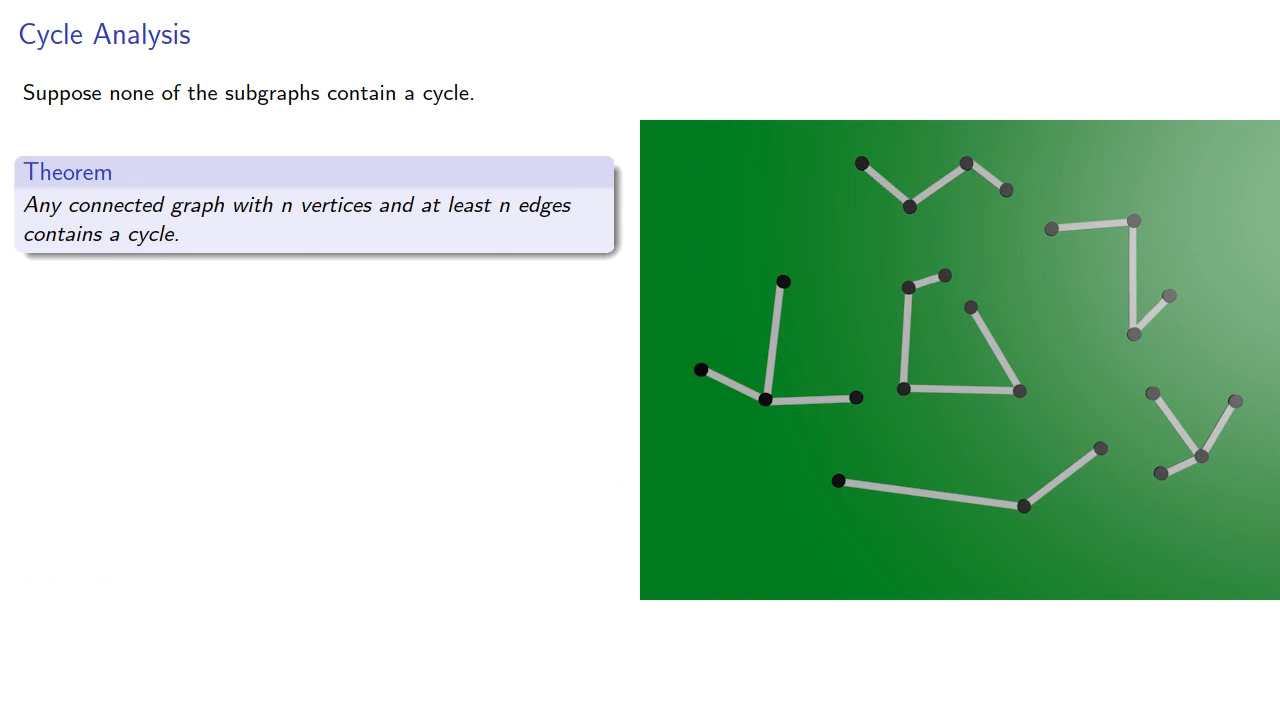 Cycle Analysis
Suppose none of the subgraphs contain a cycle.
Theorem
Any connected graph with n vertices and at least n edges
contains a cycle.